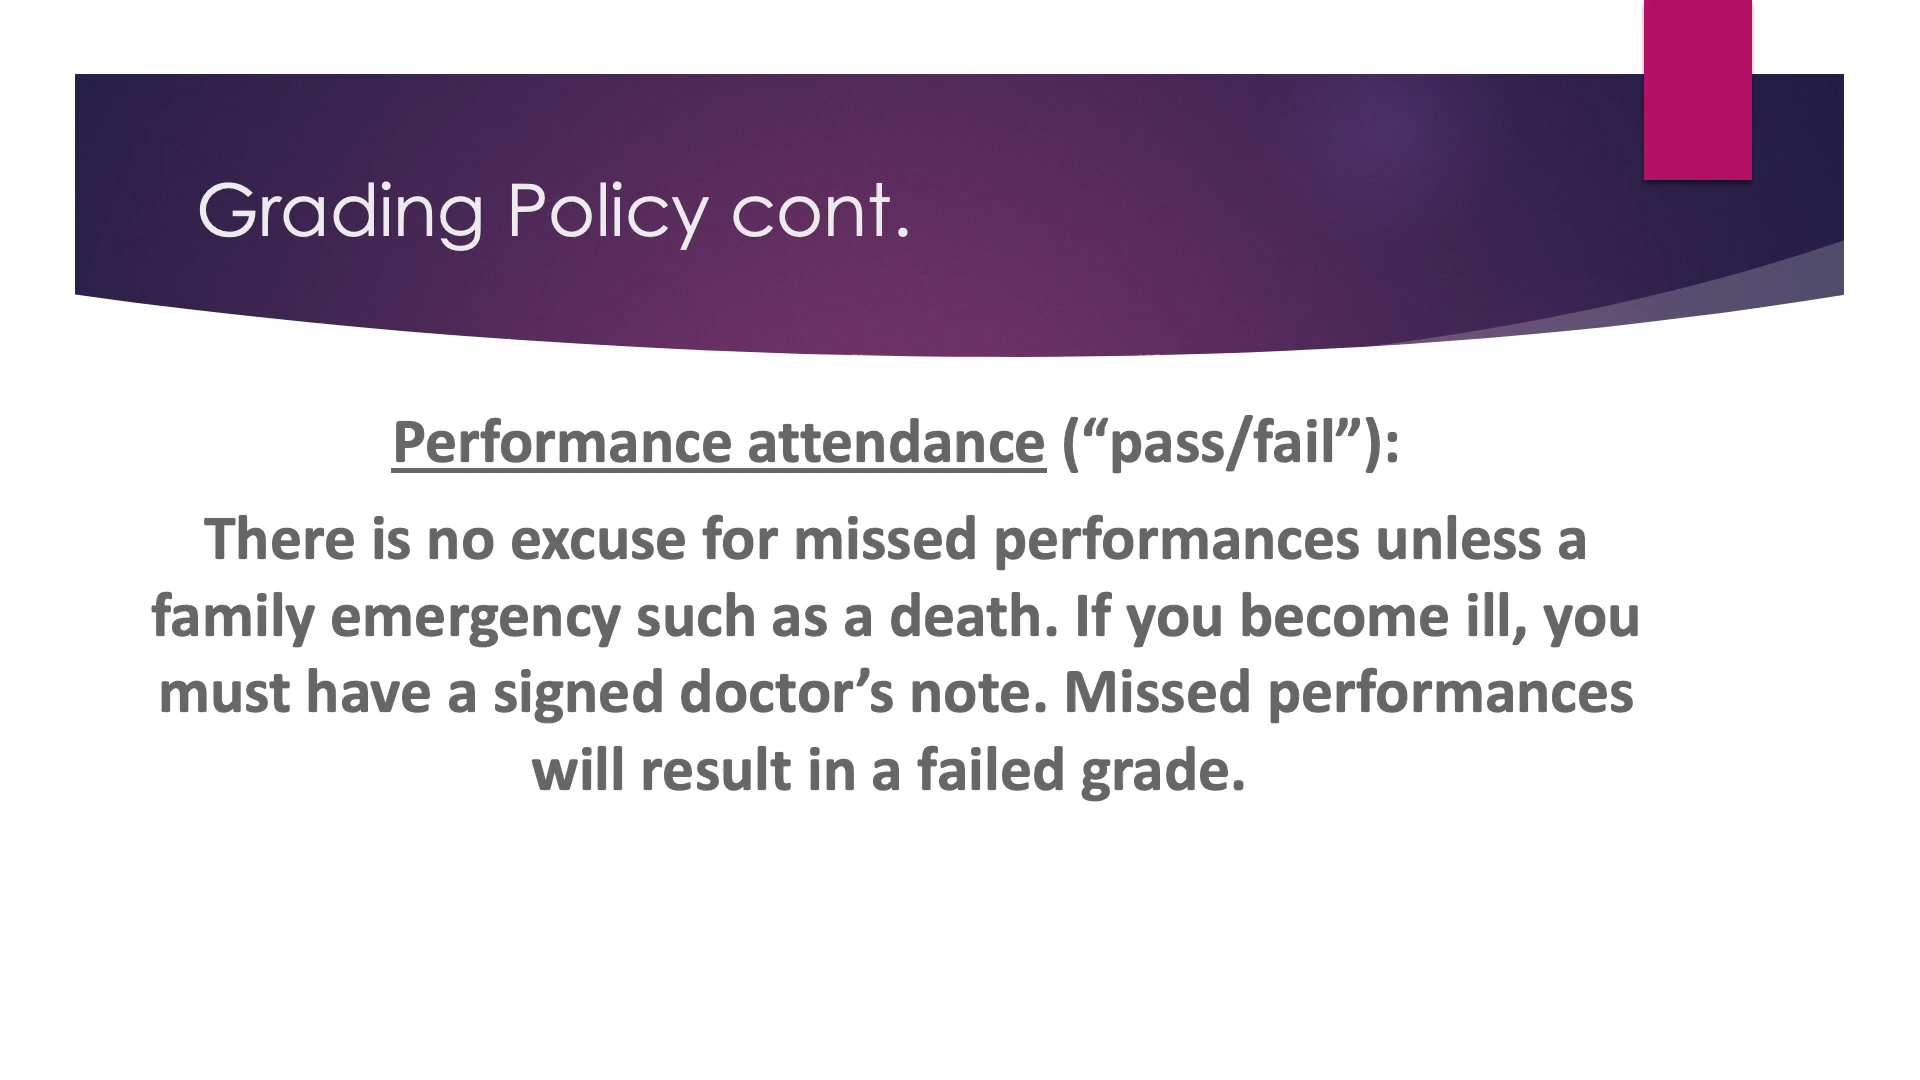 Grading Policy cont.
Performance attendance (“pass/fail”):
There is no excuse for missed performances unless a
family emergency such as a death. If you become ill, you
must have a signed doctor’s note. Missed performances
will result in a failed grade.